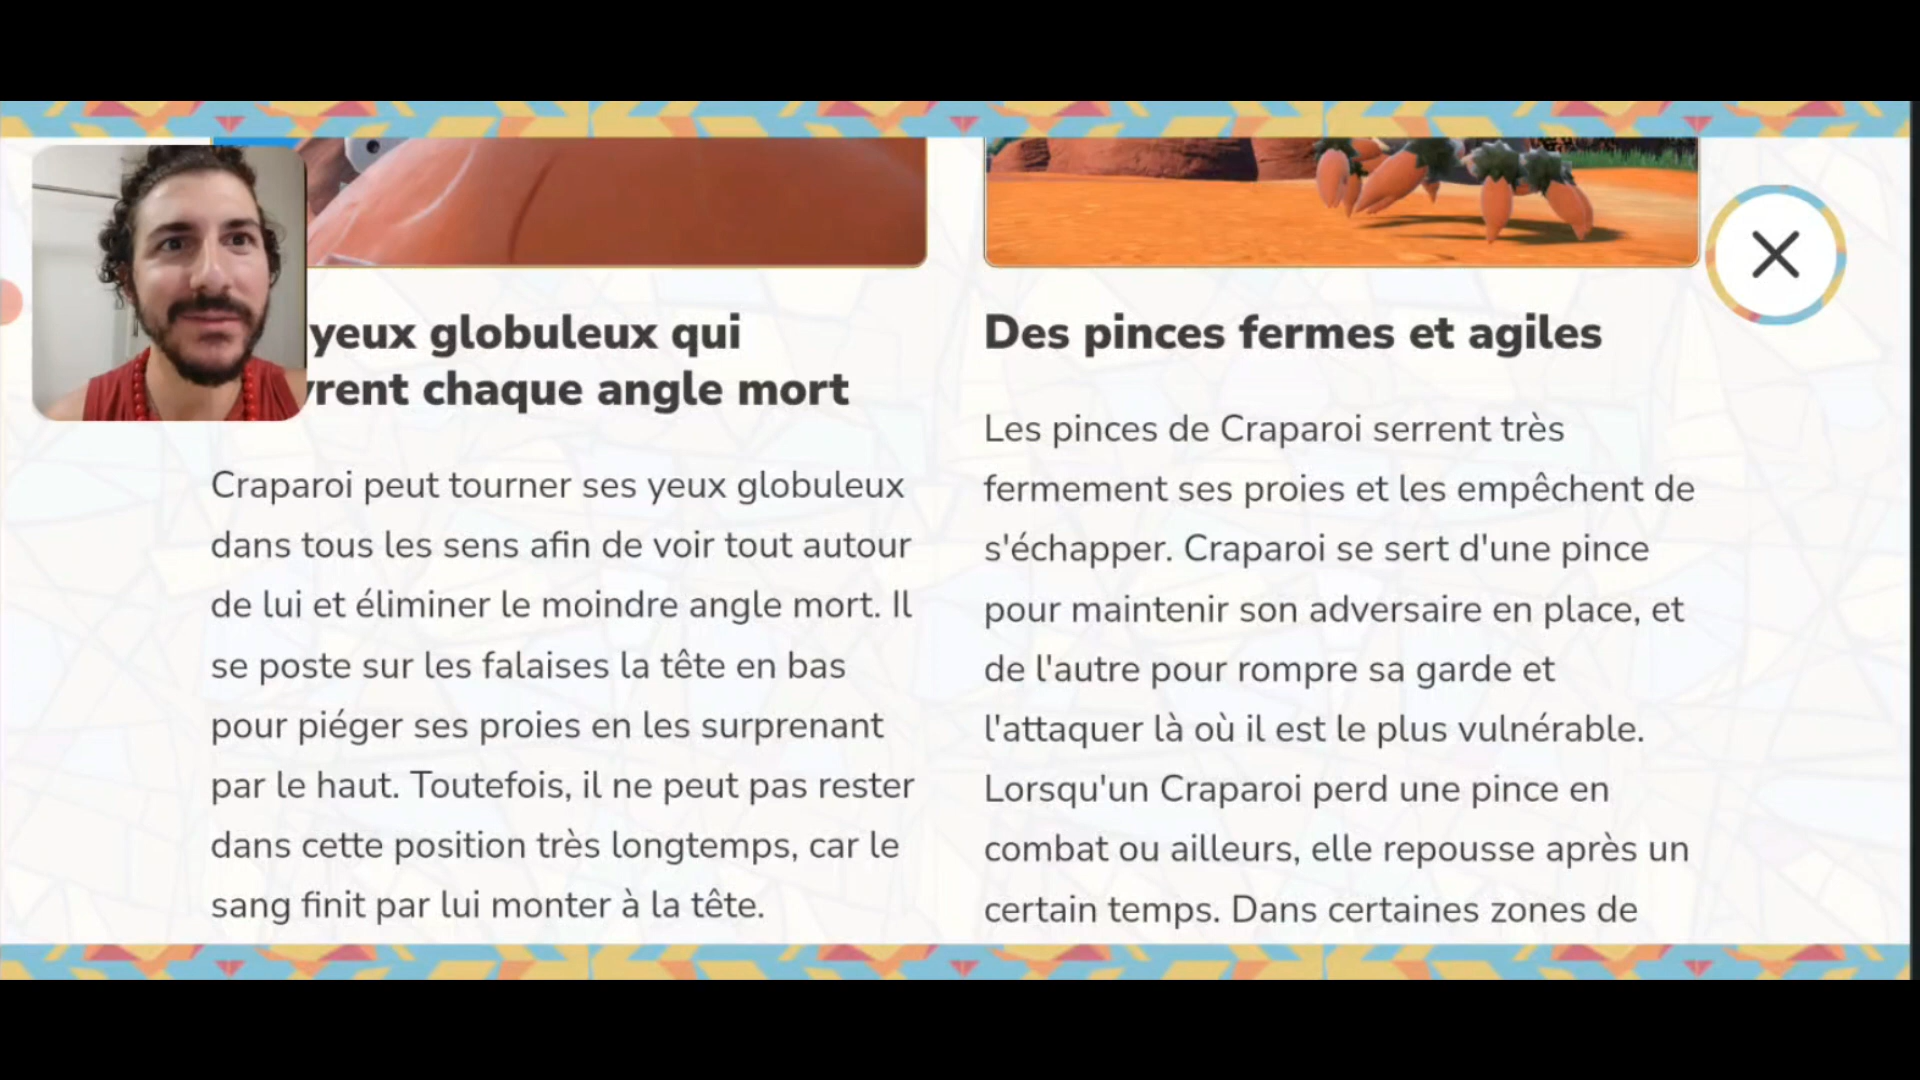 yeux globuleux qui
chaque angle mort
Craparoi peut tourner ses yeux globuleux
dans tous les sens afin de voir tout autour
de lui et éliminer le moindre angle mort. Il
se poste sur les falaises la tête en bas
pour piéger ses proies en les surprenant
par le haut. Toutefois, il ne peut pas rester
dans cette position très longtemps, car le
sang finit par lui monter à la tête.
Des pinces fermes et agiles
Les pinces de Craparoi serrent très
fermement ses proies et les empêchent de
s'échapper. Craparoi se sert d'une pince
pour maintenir son adversaire en place, et
de l'autre pour rompre sa garde et
l'attaquer là où il est le plus vulnérable.
Lorsqu'un Craparoi perd une pince en
combat ou ailleurs, elle repousse après un
certain temps. Dans certaines zones de